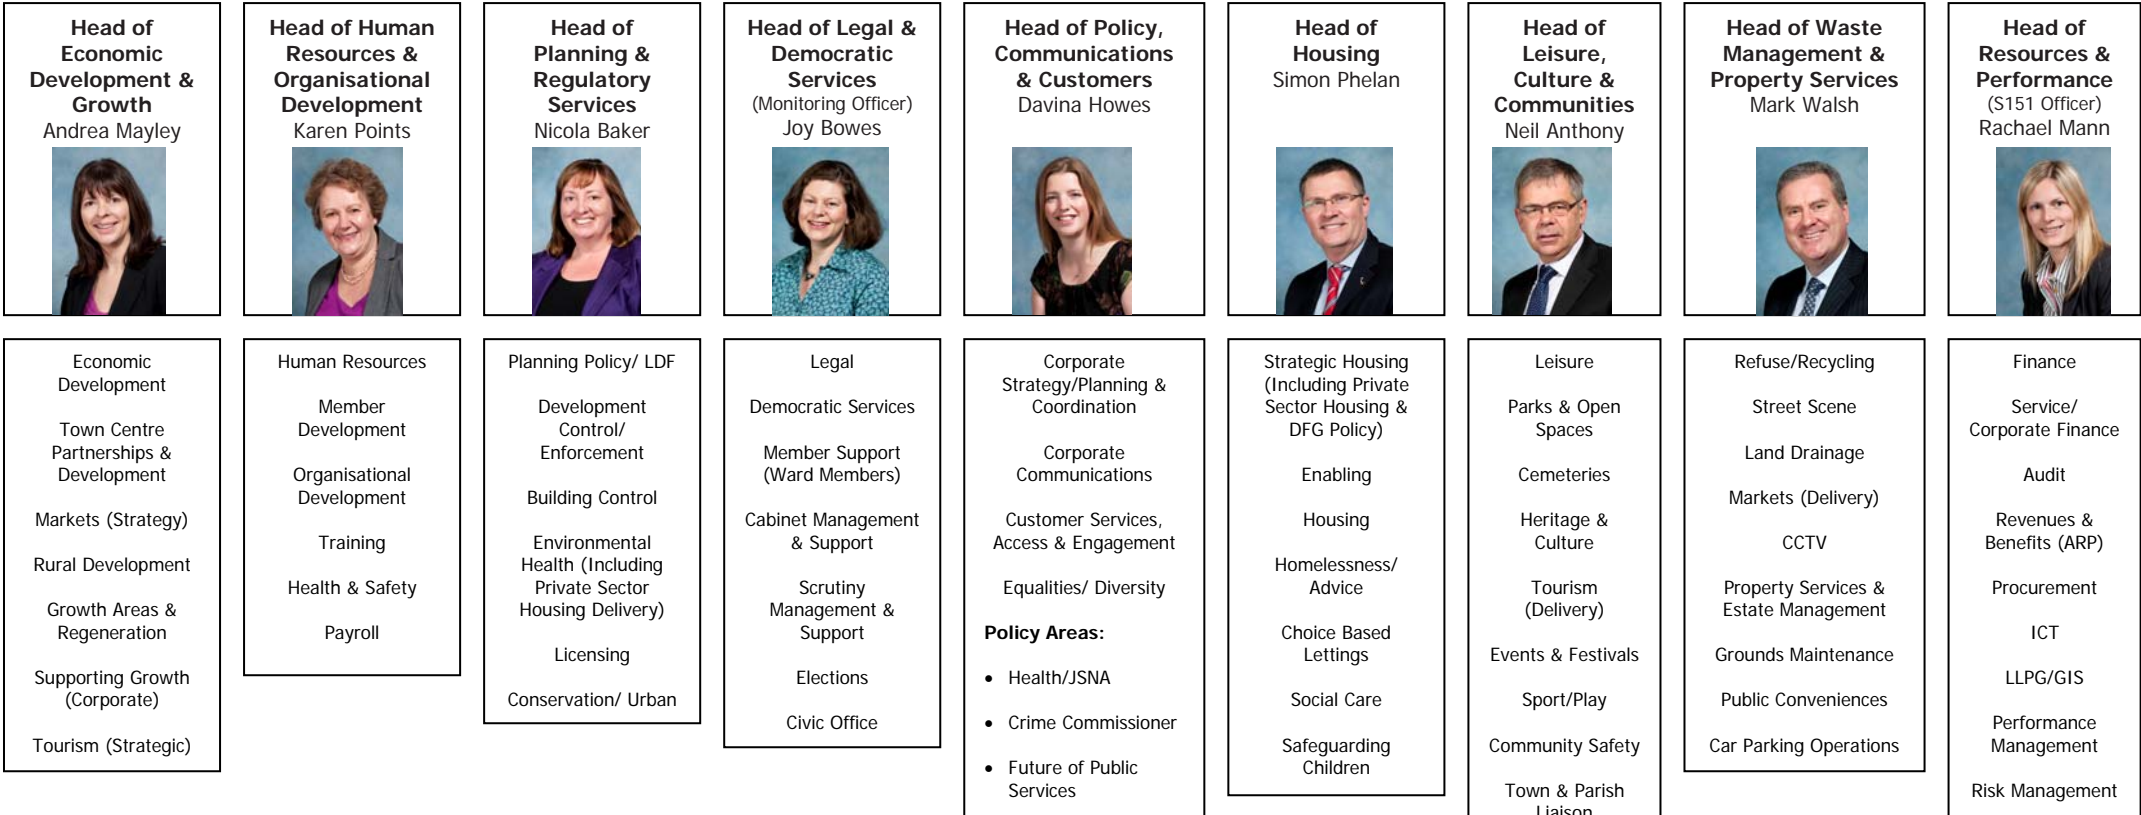 Head of
Economic
Development &
Growth
Andrea Mayley
Head of Human
Resources &
Organisational
Development
Karen Points
Head of
Planning &
Regulatory
Services
Nicola Baker
Head of Legal &
Democratic
Services
(Monitoring Officer)
Joy Bowes
Head of Policy,
Communications
& Customers
Davina Howes
Head of
Housing
Simon Phelan
Head of
Leisure,
Culture &
Communities
Neil Anthony
Head of Waste
Management &
Property Services
Mark Walsh
Head of
Resources &
Performance
(S151 Officer)
Rachael Mann
Economic
Development
Town Centre
Partnerships &
Development
Markets (Strategy)
Rural Development
Growth Areas &
Regeneration
Supporting Growth
(Corporate)
Tourism (Strategic)
Human Resources
Member
Development
Organisational
Development
Training
Health & Safety
Payroll
Planning Policy/ LDF
Development
Control/
Enforcement
Building Control
Environmental
Health (Including
Private Sector
Housing Delivery)
Licensing
Conservation/ Urban
Legal
Democratic Services
Member Support
(Ward Members)
Cabinet Management
& Support
Scrutiny
Management &
Support
Elections
Civic Office
Corporate
Strategy/Planning &
Coordination
Corporate
Communications
Customer Services,
Access & Engagement
Equalities/ Diversity
Policy Areas:
• Health/JSNA
• Crime Commissioner
• Future of Public
Services
Strategic Housing
(Including Private
Sector Housing &
DFG Policy)
Enabling
Housing
Homelessness/
Advice
Choice Based
Lettings
Social Care
Safeguarding
Children
Leisure
Parks & Open
Spaces
Cemeteries
Heritage &
Culture
Tourism
(Delivery)
Events & Festivals
Sport/Play
Community Safety
Town & Parish
Liaison
Refuse/Recycling
Street Scene
Land Drainage
Markets (Delivery)
CCTV
Property Services &
Estate Management
Grounds Maintenance
Public Conveniences
Car Parking Operations
Finance
Service/
Corporate Finance
Audit
Revenues &
Benefits (ARP)
Procurement
ICT
LLPG/GIS
Performance
Management
Risk Management